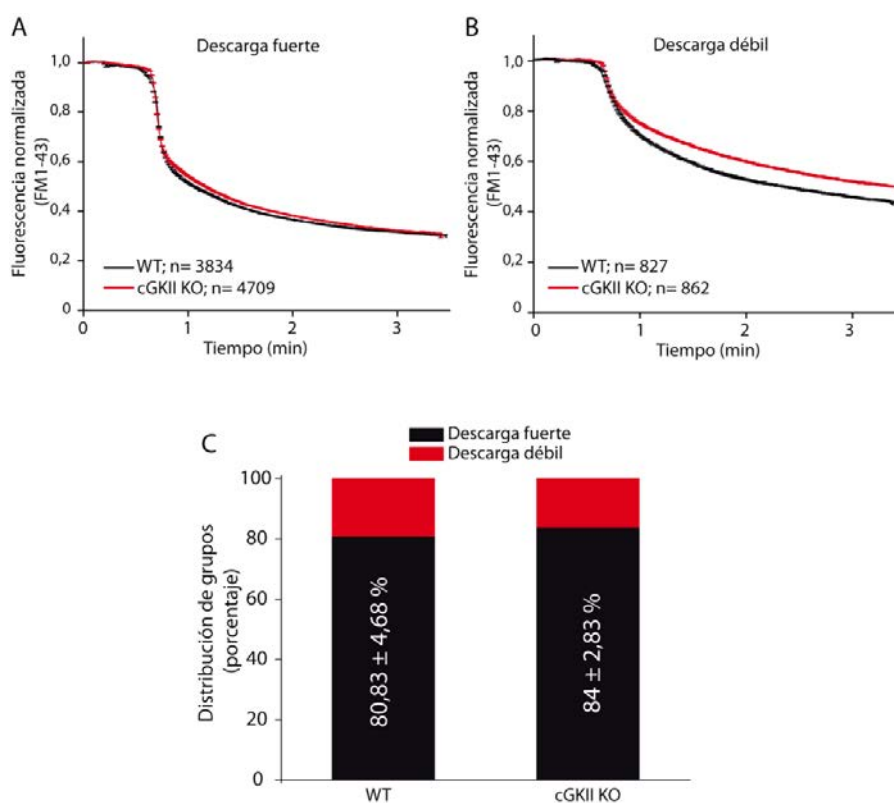 A
Descarga fuerte
Fluorescencia normalizada
(FM1-43)
1,0
0,8
0,6
0,4
0,2
0
WT; n= 3834
cGKII KO; n= 4709
0
1
2
3
Tiempo (min)
B
Descarga débil
Fluorescencia normalizada
(FM1-43)
1,0
0,8
0,6
0,4
0,2
0
WT; n= 827
cGKII KO; n= 862
0
1
2
3
Tiempo (min)
C
Descarga fuerte
Descarga débil
Distribución de grupos
(porcentaje)
100
80
60
40
20
0
80,83 ± 4,68 %
84 ± 2,83 %
WT
cGKII KO